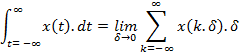 ∫_{t=-∞}^{∞} x(t).dt = lim_{δ→0} ∑_{k=-∞}^{∞} x(k.δ).δ